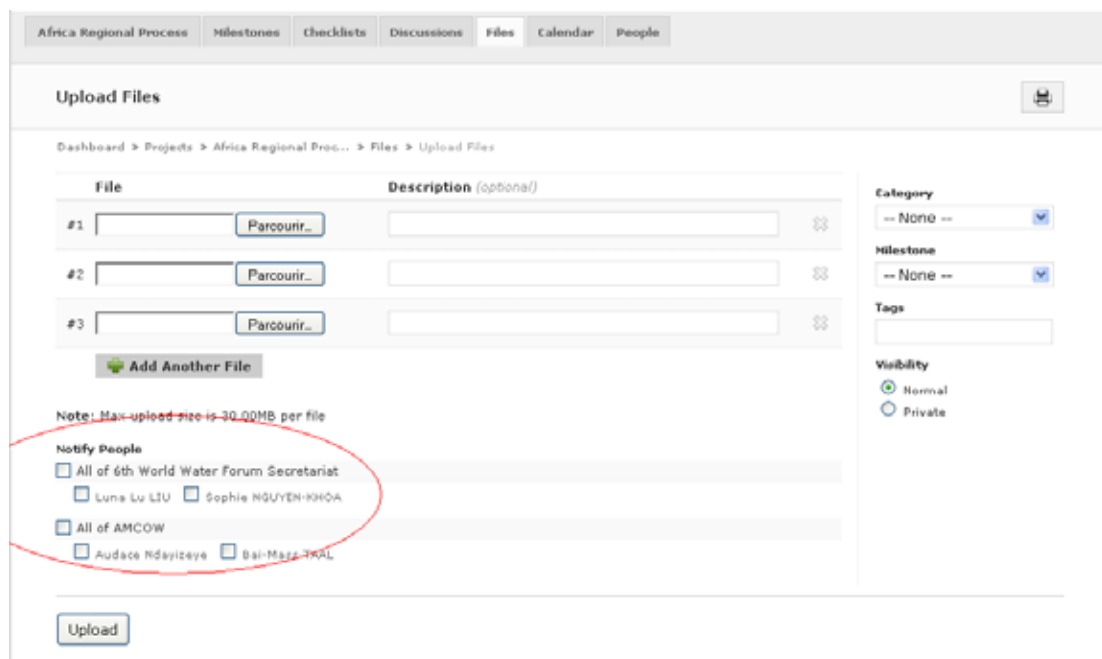 Africa Regional Process Milestones Checklists Discussions Files Calendar People
Upload Files
Dashboard > Projects > Africa Regional Proc... > Files > Upload Files
File Description (optional)
#1 Parcourir...
#2 Parcourir...
#3 Parcourir...
Add Another File
Note: Max upload size is 30.00MB per file
Notify People
All of 6th World Water Forum Secretariat
Luna Lu LIU Sophie NGUYEN-KHOA
All of AMCOW
Audace Ndayizeye Bai-Mass TAAL
Upload
Category
-- None --
Milestone
-- None --
Tags
Visibility
Normal
Private